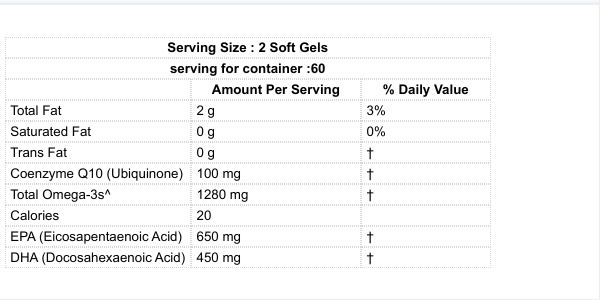 Serving Size : 2 Soft Gels
serving for container :60
Amount Per Serving % Daily Value
Total Fat 2 g 3%
Saturated Fat 0 g 0%
Trans Fat 0 g †
Coenzyme Q10 (Ubiquinone) 100 mg †
Total Omega-3s^ 1280 mg †
Calories 20
EPA (Eicosapentaenoic Acid) 650 mg †
DHA (Docosahexaenoic Acid) 450 mg †